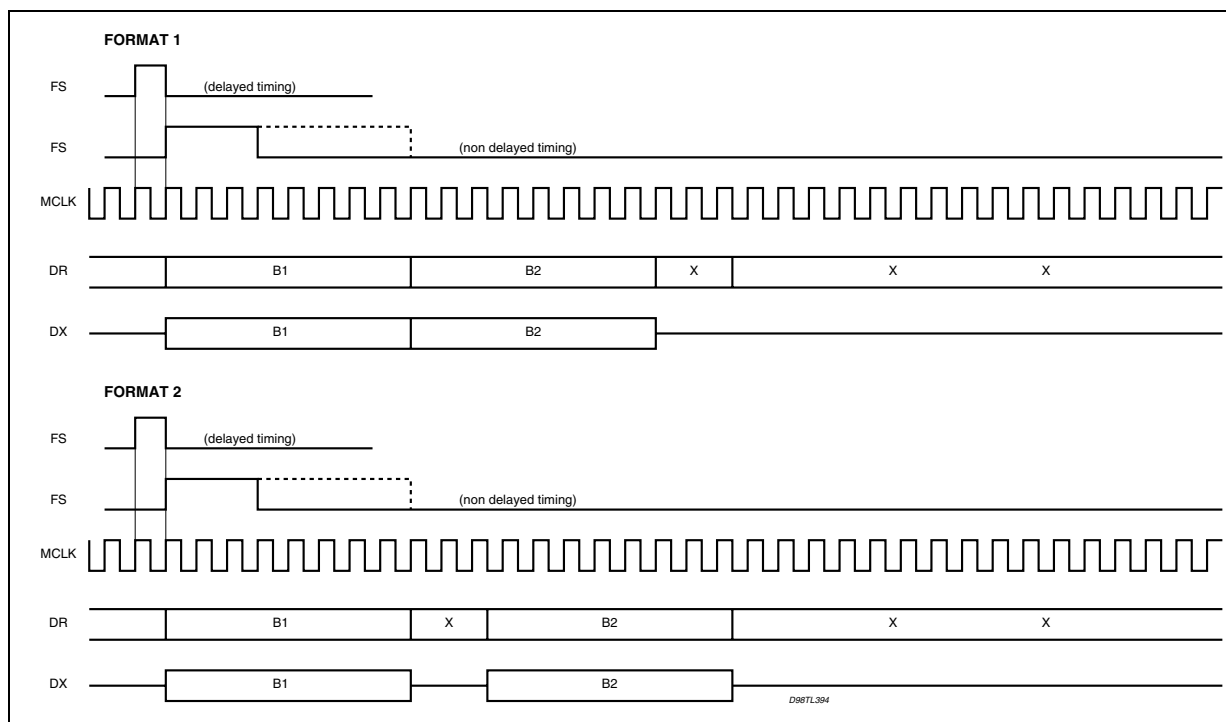 FORMAT 1
FS (delayed timing)
FS (non delayed timing)
MCLK
DR B1 B2 X X X
DX B1 B2
FORMAT 2
FS (delayed timing)
FS (non delayed timing)
MCLK
DR B1 X B2 X X
DX B1 B2
D98TL394